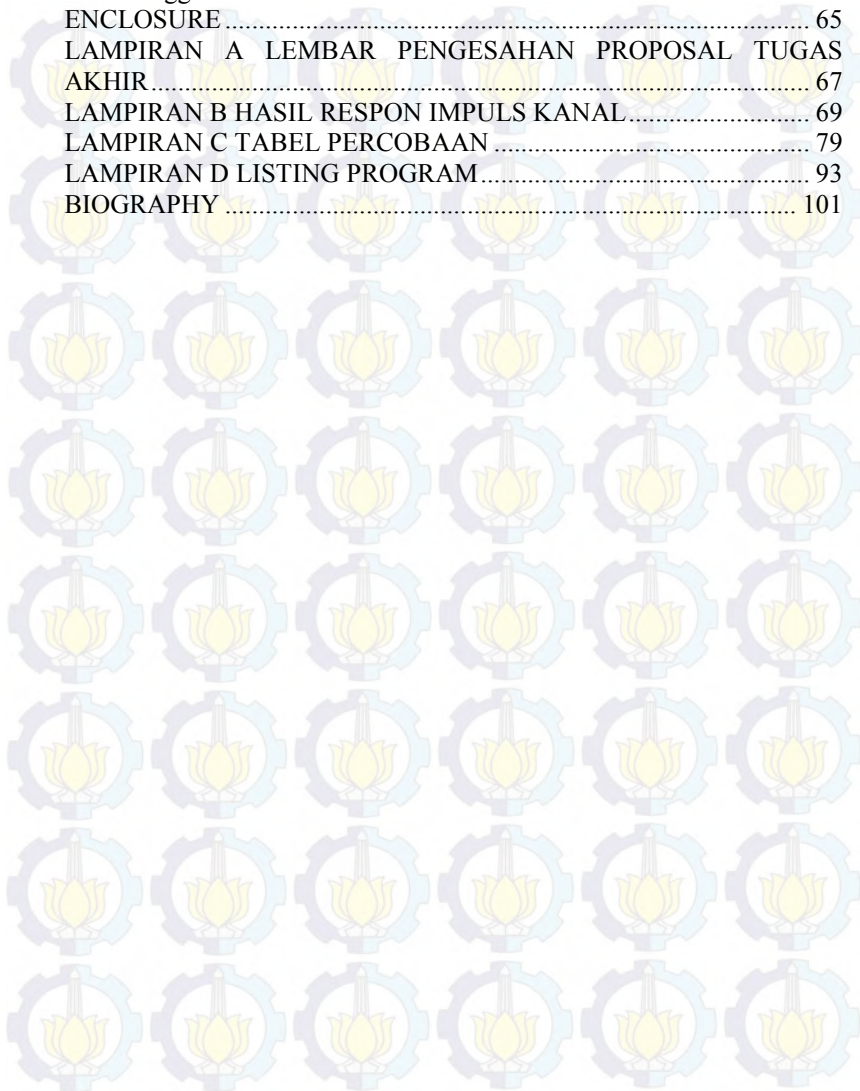 ENCLOSURE ........................................................................................ 65
LAMPIRAN A LEMBAR PENGESAHAN PROPOSAL TUGAS
AKHIR ................................................................................................... 67
LAMPIRAN B HASIL RESPON IMPULS KANAL ........................... 69
LAMPIRAN C TABEL PERCOBAAN ................................................ 79
LAMPIRAN D LISTING PROGRAM .................................................. 93
BIOGRAPHY ...................................................................................... 101